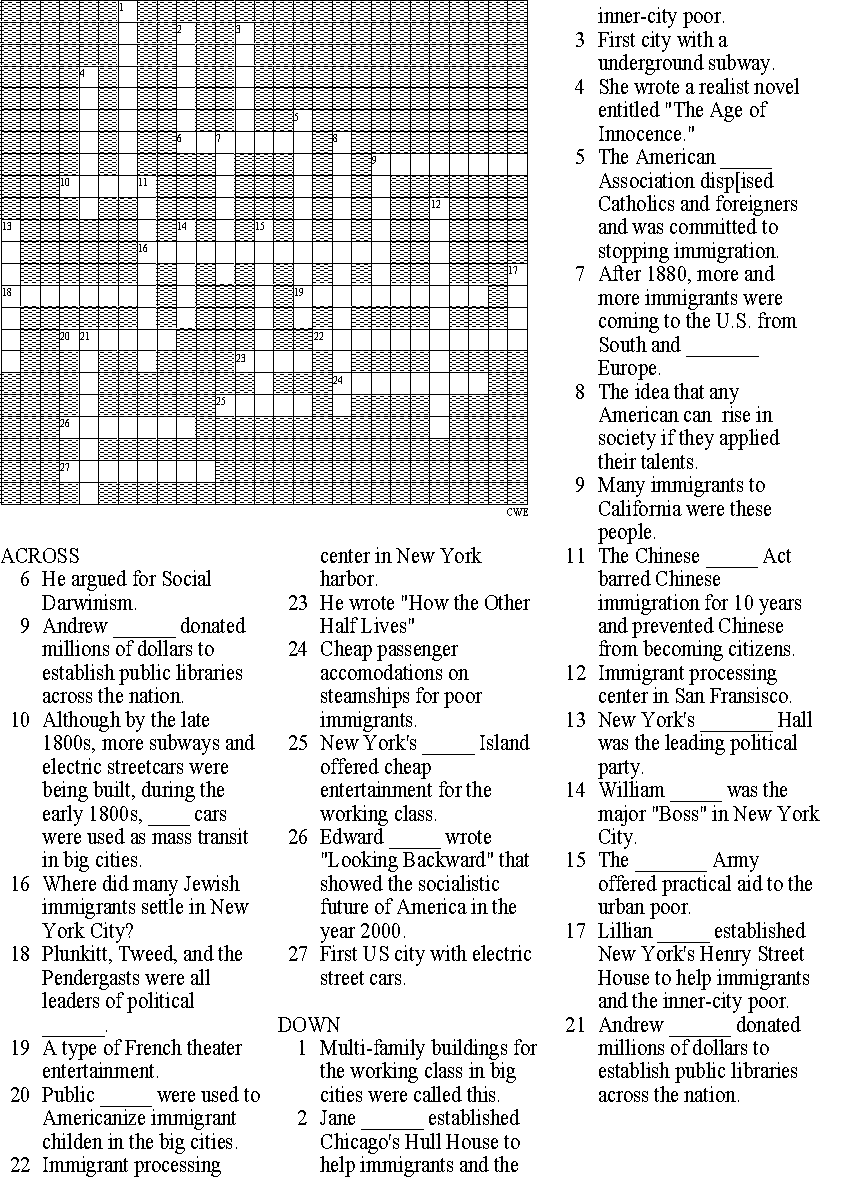 1
2 3
4
5
6 7 8
9
10 11
12
13 14 15
16
17
18 19
20 21 22
23
24
25
26
27
CWE
ACROSS
6 He argued for Social
Darwinism.
9 Andrew ______ donated
millions of dollars to
establish public libraries
across the nation.
10 Although by the late
1800s, more subways and
electric streetcars were
being built, during the
early 1800s, ____ cars
were used as mass transit
in big cities.
16 Where did many Jewish
immigrants settle in New
York City?
18 Plunkitt, Tweed, and the
Pendergasts were all
leaders of political
______.
19 A type of French theater
entertainment.
20 Public _____ were used to
Americanize immigrant
childen in the big cities.
22 Immigrant processing
center in New York
harbor.
23 He wrote "How the Other
Half Lives"
24 Cheap passenger
accomodations on
steamships for poor
immigrants.
25 New York's _____ Island
offered cheap
entertainment for the
working class.
26 Edward _____ wrote
"Looking Backward" that
showed the socialistic
future of America in the
year 2000.
27 First US city with electric
street cars.
DOWN
1 Multi-family buildings for
the working class in big
cities were called this.
2 Jane ______ established
Chicago's Hull House to
help immigrants and the
inner-city poor.
3 First city with a
underground subway.
4 She wrote a realist novel
entitled "The Age of
Innocence."
5 The American _____
Association disp[ised
Catholics and foreigners
and was committed to
stopping immigration.
7 After 1880, more and
more immigrants were
coming to the U.S. from
South and _______
Europe.
8 The idea that any
American can rise in
society if they applied
their talents.
9 Many immigrants to
California were these
people.
11 The Chinese _____ Act
barred Chinese
immigration for 10 years
and prevented Chinese
from becoming citizens.
12 Immigrant processing
center in San Fransisco.
13 New York's _______ Hall
was the leading political
party.
14 William _____ was the
major "Boss" in New York
City.
15 The _______ Army
offered practical aid to the
urban poor.
17 Lillian _____ established
New York's Henry Street
House to help immigrants
and the inner-city poor.
21 Andrew ______ donated
millions of dollars to
establish public libraries
across the nation.